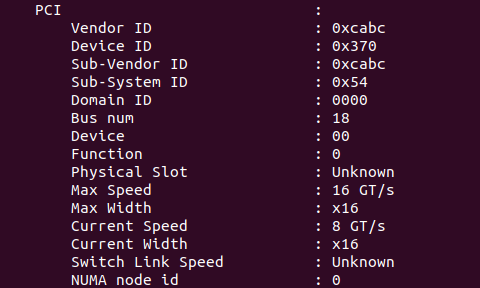 PCI :
Vendor ID : 0xcabc
Device ID : 0x370
Sub-Vendor ID : 0xcabc
Sub-System ID : 0x54
Domain ID : 0000
Bus num : 18
Device : 00
Function : 0
Physical Slot : Unknown
Max Speed : 16 GT/s
Max Width : x16
Current Speed : 8 GT/s
Current Width : x16
Switch Link Speed : Unknown
NUMA node id : 0